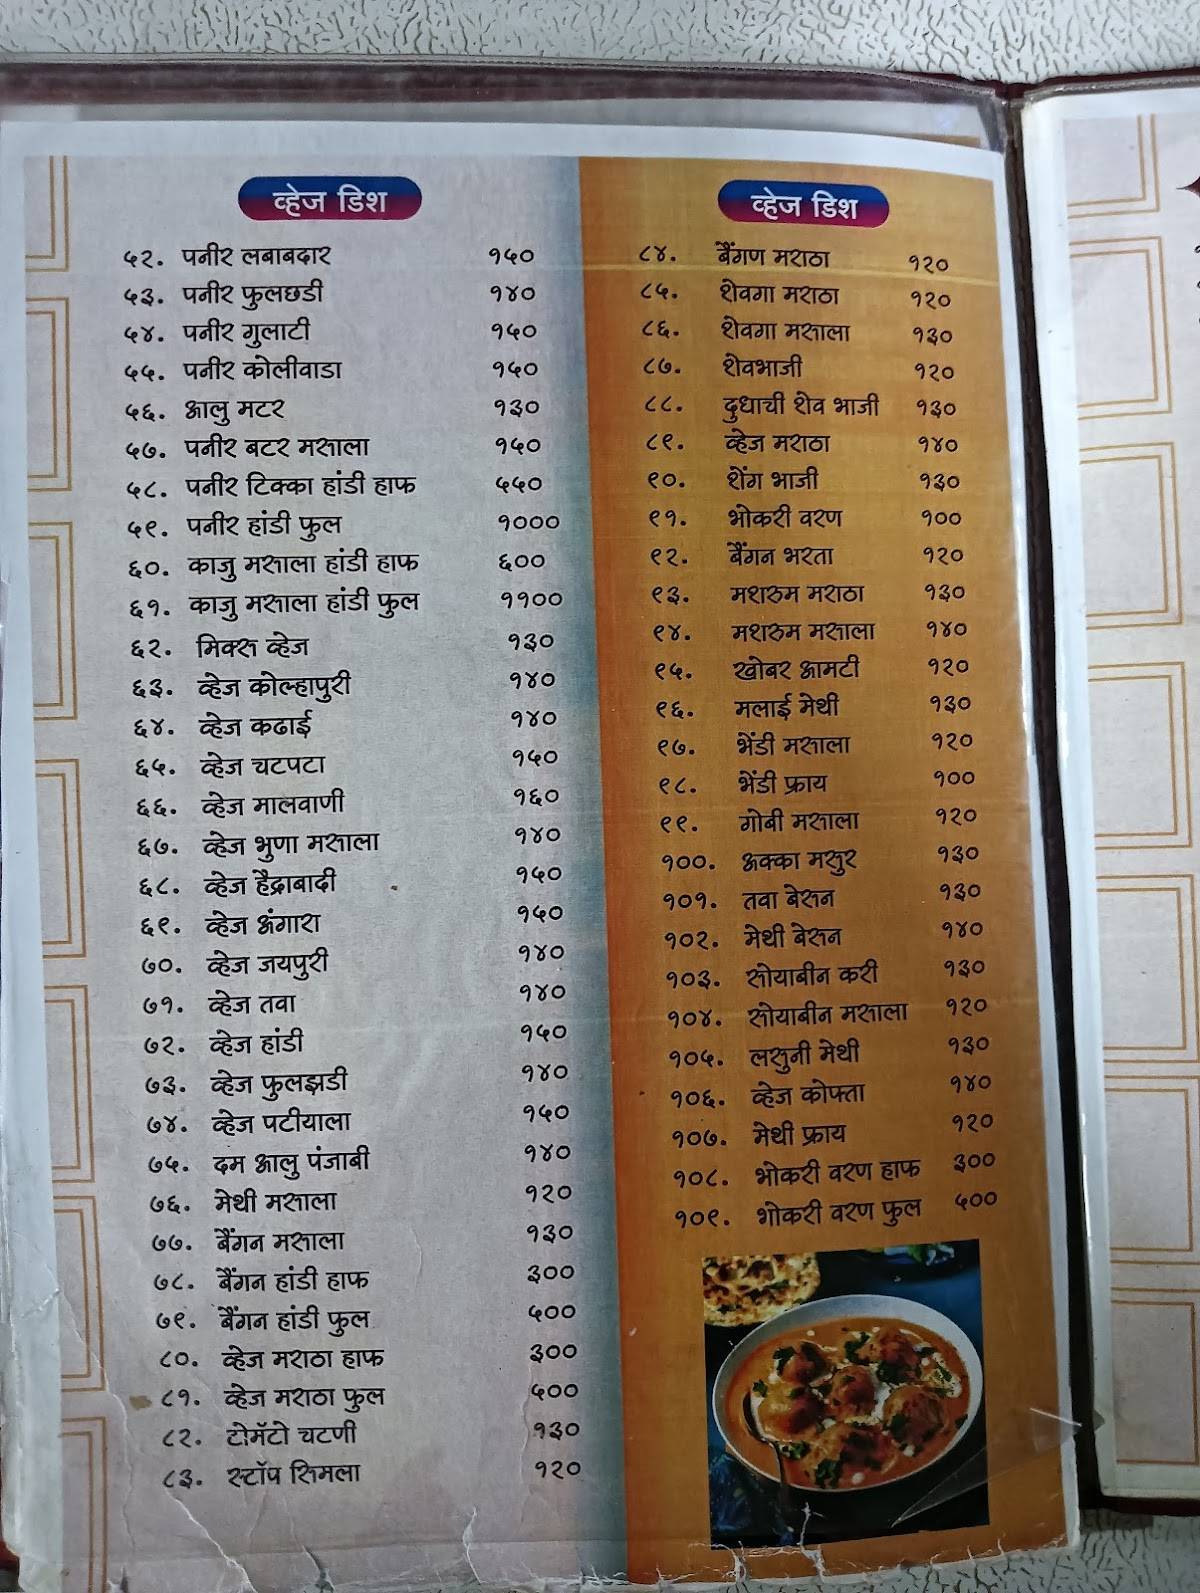 व्हेज डिश
५२. पनीर लबाबदार १५०
५३. पनीर फुलछडी १४०
५४. पनीर गुलाटी १५०
५५. पनीर कोलीवाडा १५०
५६. आलु मटर १३०
५७. पनीर बटर मसाला १५०
५८. पनीर टिक्का हांडी हाफ ५५०
५९. पनीर हांडी फुल १०००
६०. काजु मसाला हांडी हाफ ६००
६१. काजु मसाला हांडी फुल ११००
६२. मिक्स व्हेज १३०
६३. व्हेज कोल्हापुरी १४०
६४. व्हेज कढाई १४०
६५. व्हेज चटपटा १५०
६६. व्हेज मालवाणी १६०
६७. व्हेज भुणा मसाला १४०
६८. व्हेज हैद्राबादी १५०
६९. व्हेज अंगारा १५०
७०. व्हेज जयपुरी १४०
७१. व्हेज तवा १४०
७२. व्हेज हांडी १५०
७३. व्हेज फुलझडी १४०
७४. व्हेज पटीयाला १५०
७५. दम आलु पंजाबी १४०
७६. मेथी मसाला १२०
७७. बैंगन मसाला १३०
७८. बैंगन हांडी हाफ ३००
७९. बैंगन हांडी फुल ५००
८०. व्हेज मराठा हाफ ३००
८१. व्हेज मराठा फुल ५००
८२. टोमॅटो चटणी १३०
८३. स्टॉप सिमला १२०
व्हेज डिश
८४. बैंगण मराठा १२०
८५. शेवगा मराठा १२०
८६. शेवगा मसाला १३०
८७. शेवभाजी १२०
८८. दुधाची शेव भाजी १३०
८९. व्हेज मराठा १४०
९०. शेंग भाजी १३०
९१. भोकरी वरण १००
९२. बैंगन भरता १२०
९३. मशरुम मराठा १३०
९४. मशरुम मसाला १४०
९५. खोबर आमटी १२०
९६. मलाई मेथी १३०
९७. भेंडी मसाला १२०
९८. भेंडी फ्राय १००
९९. गोबी मसाला १२०
१००. अक्का मसुर १३०
१०१. तवा बेसन १३०
१०२. मेथी बेसन १४०
१०३. सोयाबीन करी १३०
१०४. सोयाबीन मसाला १२०
१०५. लसुनी मेथी १३०
१०६. व्हेज कोफ्ता १४०
१०७. मेथी फ्राय १२०
१०८. भोकरी वरण हाफ ३००
१०९. भोकरी वरण फुल ५००